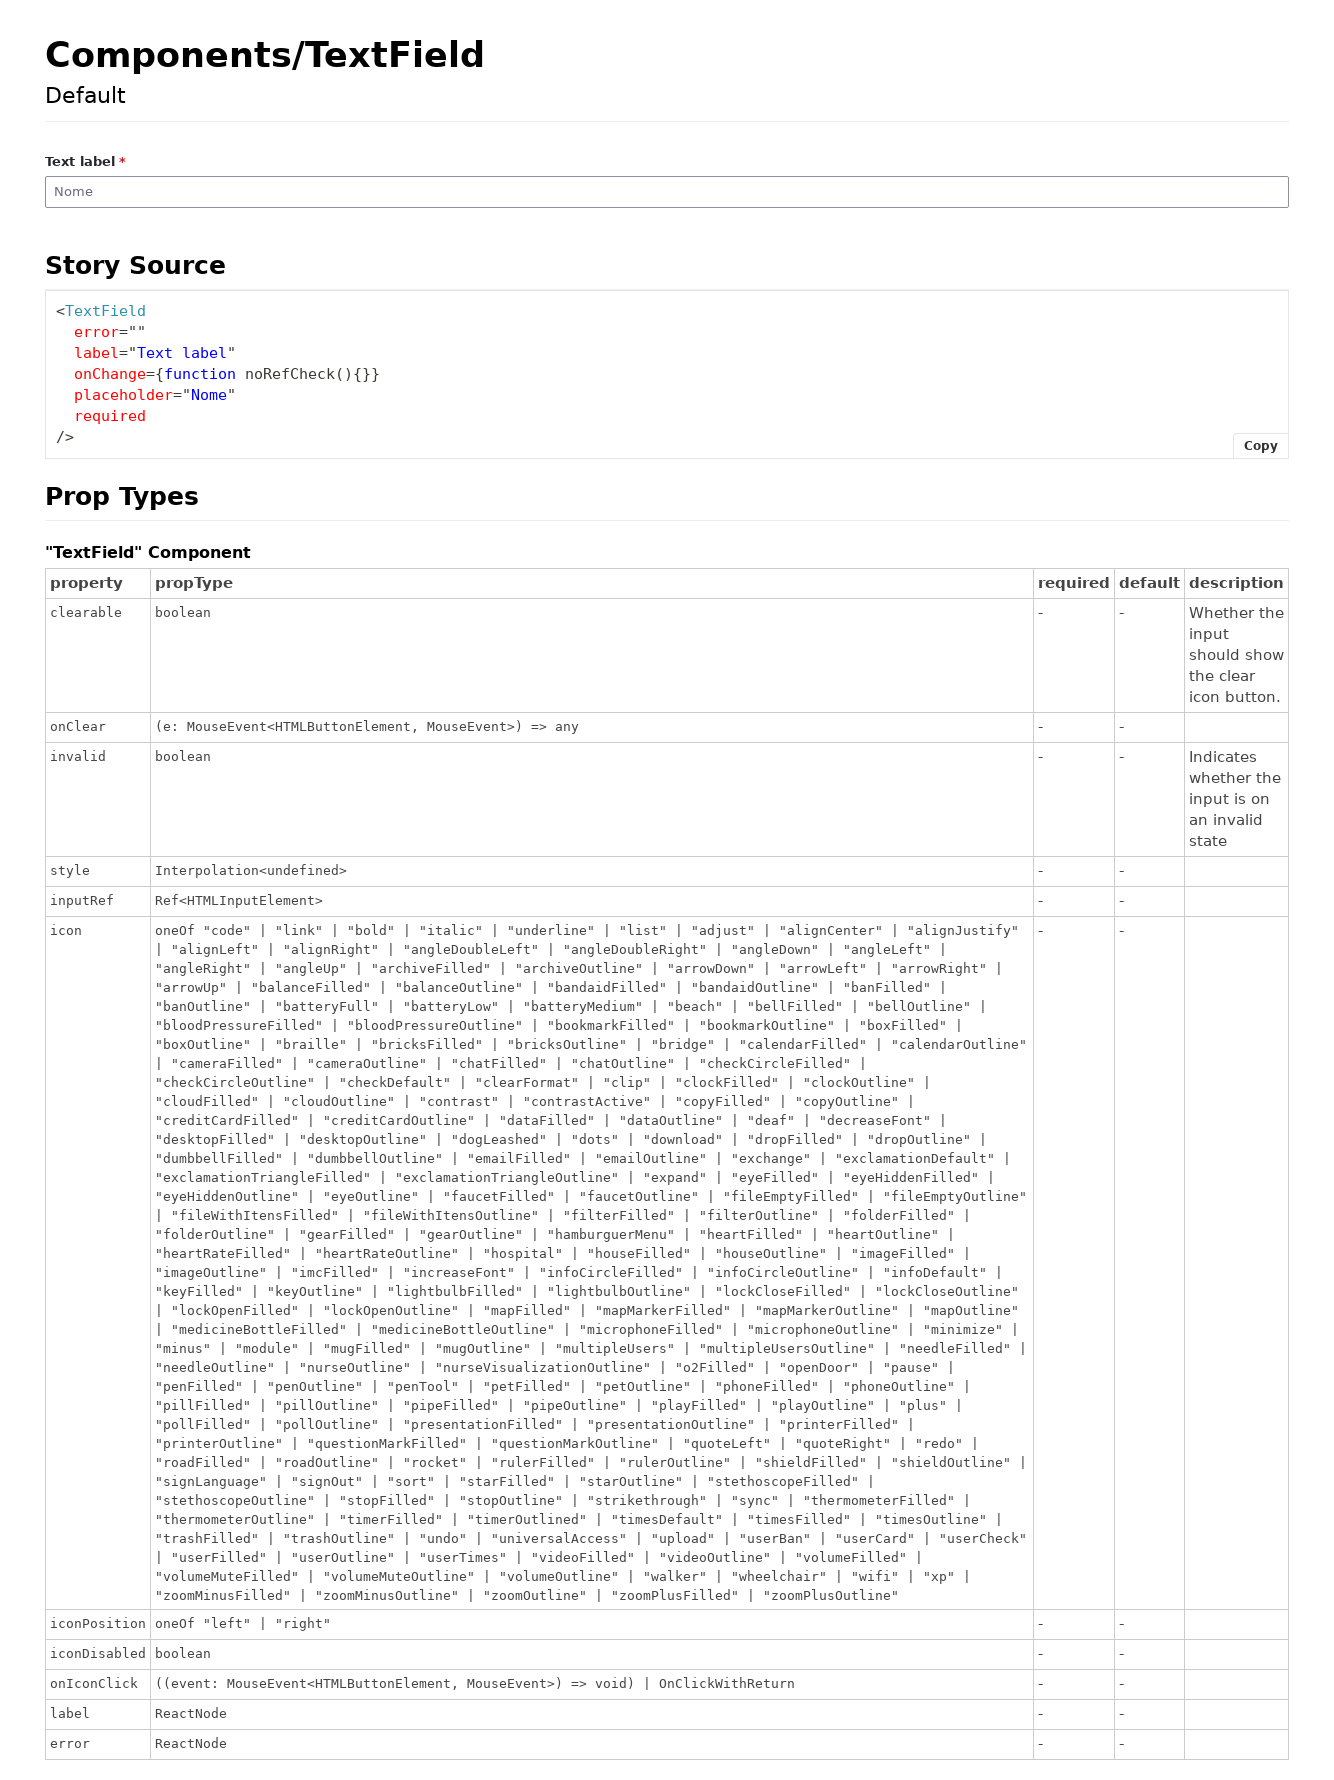 Components/TextField
Default
Text label *
Nome
Story Source
<TextField
  error=""
  label="Text label"
  onChange={function noRefCheck(){}}
  placeholder="Nome"
  required
/>
Copy
Prop Types
"TextField" Component
property propType required default description
clearable boolean - - Whether the
input
should show
the clear
icon button.
onClear (e: MouseEvent<HTMLButtonElement, MouseEvent>) => any - -
invalid boolean - - Indicates
whether the
input is on
an invalid
state
style Interpolation<undefined> - -
inputRef Ref<HTMLInputElement> - -
icon oneOf "code" | "link" | "bold" | "italic" | "underline" | "list" | "adjust" | "alignCenter" | "alignJustify" - -
| "alignLeft" | "alignRight" | "angleDoubleLeft" | "angleDoubleRight" | "angleDown" | "angleLeft" |
"angleRight" | "angleUp" | "archiveFilled" | "archiveOutline" | "arrowDown" | "arrowLeft" | "arrowRight" |
"arrowUp" | "balanceFilled" | "balanceOutline" | "bandaidFilled" | "bandaidOutline" | "banFilled" |
"banOutline" | "batteryFull" | "batteryLow" | "batteryMedium" | "beach" | "bellFilled" | "bellOutline" |
"bloodPressureFilled" | "bloodPressureOutline" | "bookmarkFilled" | "bookmarkOutline" | "boxFilled" |
"boxOutline" | "braille" | "bricksFilled" | "bricksOutline" | "bridge" | "calendarFilled" | "calendarOutline"
| "cameraFilled" | "cameraOutline" | "chatFilled" | "chatOutline" | "checkCircleFilled" |
"checkCircleOutline" | "checkDefault" | "clearFormat" | "clip" | "clockFilled" | "clockOutline" |
"cloudFilled" | "cloudOutline" | "contrast" | "contrastActive" | "copyFilled" | "copyOutline" |
"creditCardFilled" | "creditCardOutline" | "dataFilled" | "dataOutline" | "deaf" | "decreaseFont" |
"desktopFilled" | "desktopOutline" | "dogLeashed" | "dots" | "download" | "dropFilled" | "dropOutline" |
"dumbbellFilled" | "dumbbellOutline" | "emailFilled" | "emailOutline" | "exchange" | "exclamationDefault" |
"exclamationTriangleFilled" | "exclamationTriangleOutline" | "expand" | "eyeFilled" | "eyeHiddenFilled" |
"eyeHiddenOutline" | "eyeOutline" | "faucetFilled" | "faucetOutline" | "fileEmptyFilled" | "fileEmptyOutline"
| "fileWithItensFilled" | "fileWithItensOutline" | "filterFilled" | "filterOutline" | "folderFilled" |
"folderOutline" | "gearFilled" | "gearOutline" | "hamburguerMenu" | "heartFilled" | "heartOutline" |
"heartRateFilled" | "heartRateOutline" | "hospital" | "houseFilled" | "houseOutline" | "imageFilled" |
"imageOutline" | "imcFilled" | "increaseFont" | "infoCircleFilled" | "infoCircleOutline" | "infoDefault" |
"keyFilled" | "keyOutline" | "lightbulbFilled" | "lightbulbOutline" | "lockCloseFilled" | "lockCloseOutline"
| "lockOpenFilled" | "lockOpenOutline" | "mapFilled" | "mapMarkerFilled" | "mapMarkerOutline" | "mapOutline"
| "medicineBottleFilled" | "medicineBottleOutline" | "microphoneFilled" | "microphoneOutline" | "minimize" |
"minus" | "module" | "mugFilled" | "mugOutline" | "multipleUsers" | "multipleUsersOutline" | "needleFilled" |
"needleOutline" | "nurseOutline" | "nurseVisualizationOutline" | "o2Filled" | "openDoor" | "pause" |
"penFilled" | "penOutline" | "penTool" | "petFilled" | "petOutline" | "phoneFilled" | "phoneOutline" |
"pillFilled" | "pillOutline" | "pipeFilled" | "pipeOutline" | "playFilled" | "playOutline" | "plus" |
"pollFilled" | "pollOutline" | "presentationFilled" | "presentationOutline" | "printerFilled" |
"printerOutline" | "questionMarkFilled" | "questionMarkOutline" | "quoteLeft" | "quoteRight" | "redo" |
"roadFilled" | "roadOutline" | "rocket" | "rulerFilled" | "rulerOutline" | "shieldFilled" | "shieldOutline" |
"signLanguage" | "signOut" | "sort" | "starFilled" | "starOutline" | "stethoscopeFilled" |
"stethoscopeOutline" | "stopFilled" | "stopOutline" | "strikethrough" | "sync" | "thermometerFilled" |
"thermometerOutline" | "timerFilled" | "timerOutlined" | "timesDefault" | "timesFilled" | "timesOutline" |
"trashFilled" | "trashOutline" | "undo" | "universalAccess" | "upload" | "userBan" | "userCard" | "userCheck"
| "userFilled" | "userOutline" | "userTimes" | "videoFilled" | "videoOutline" | "volumeFilled" |
"volumeMuteFilled" | "volumeMuteOutline" | "volumeOutline" | "walker" | "wheelchair" | "wifi" | "xp" |
"zoomMinusFilled" | "zoomMinusOutline" | "zoomOutline" | "zoomPlusFilled" | "zoomPlusOutline"
iconPosition oneOf "left" | "right" - -
iconDisabled boolean - -
onIconClick ((event: MouseEvent<HTMLButtonElement, MouseEvent>) => void) | OnClickWithReturn - -
label ReactNode - -
error ReactNode - -